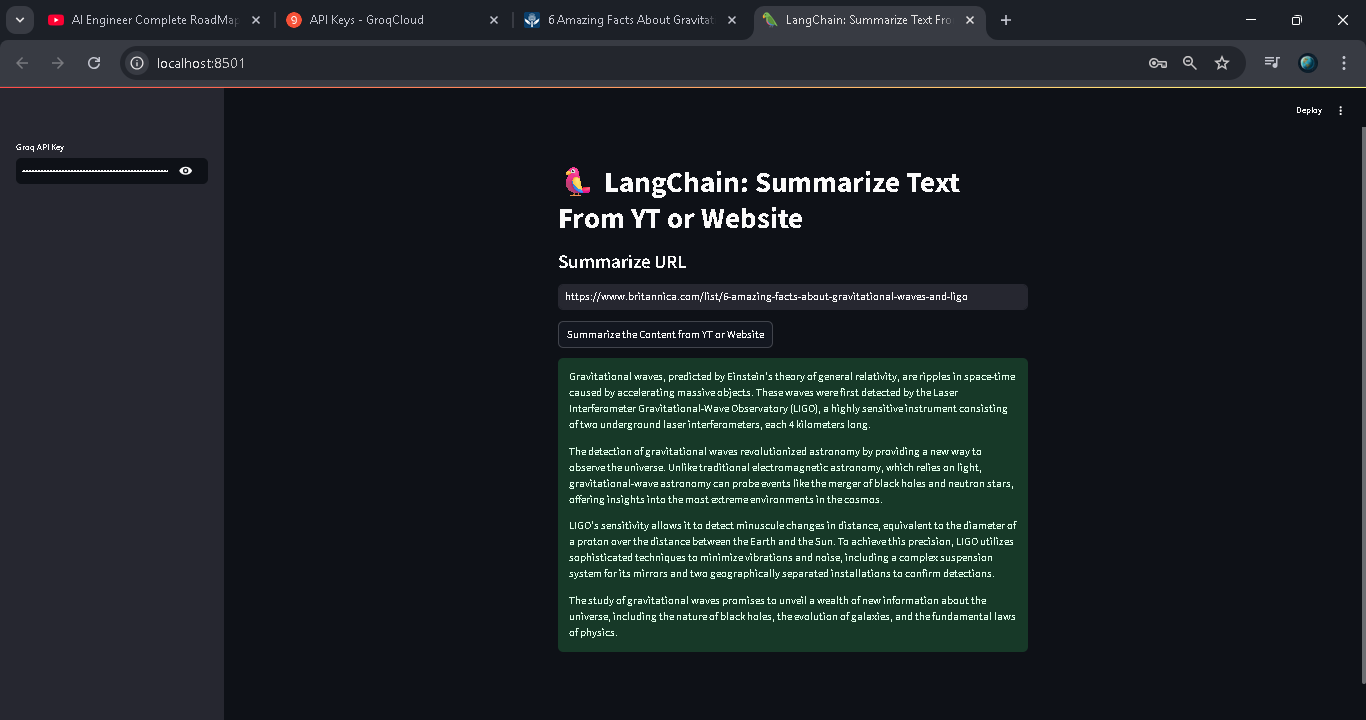 AI Engineer Complete RoadMap
API Keys - GroqCloud
6 Amazing Facts About Gravitat
LangChain: Summarize Text Fro
localhost:8501
Deploy
Groq API Key
🦜 LangChain: Summarize Text
From YT or Website
Summarize URL
https://www.britannica.com/list/6-amazing-facts-about-gravitational-waves-and-ligo
Summarize the Content from YT or Website
Gravitational waves, predicted by Einstein's theory of general relativity, are ripples in space-time
caused by accelerating massive objects. These waves were first detected by the Laser
Interferometer Gravitational-Wave Observatory (LIGO), a highly sensitive instrument consisting
of two underground laser interferometers, each 4 kilometers long.
The detection of gravitational waves revolutionized astronomy by providing a new way to
observe the universe. Unlike traditional electromagnetic astronomy, which relies on light,
gravitational-wave astronomy can probe events like the merger of black holes and neutron stars,
offering insights into the most extreme environments in the cosmos.
LIGO's sensitivity allows it to detect minuscule changes in distance, equivalent to the diameter of
a proton over the distance between the Earth and the Sun. To achieve this precision, LIGO utilizes
sophisticated techniques to minimize vibrations and noise, including a complex suspension
system for its mirrors and two geographically separated installations to confirm detections.
The study of gravitational waves promises to unveil a wealth of new information about the
universe, including the nature of black holes, the evolution of galaxies, and the fundamental laws
of physics.